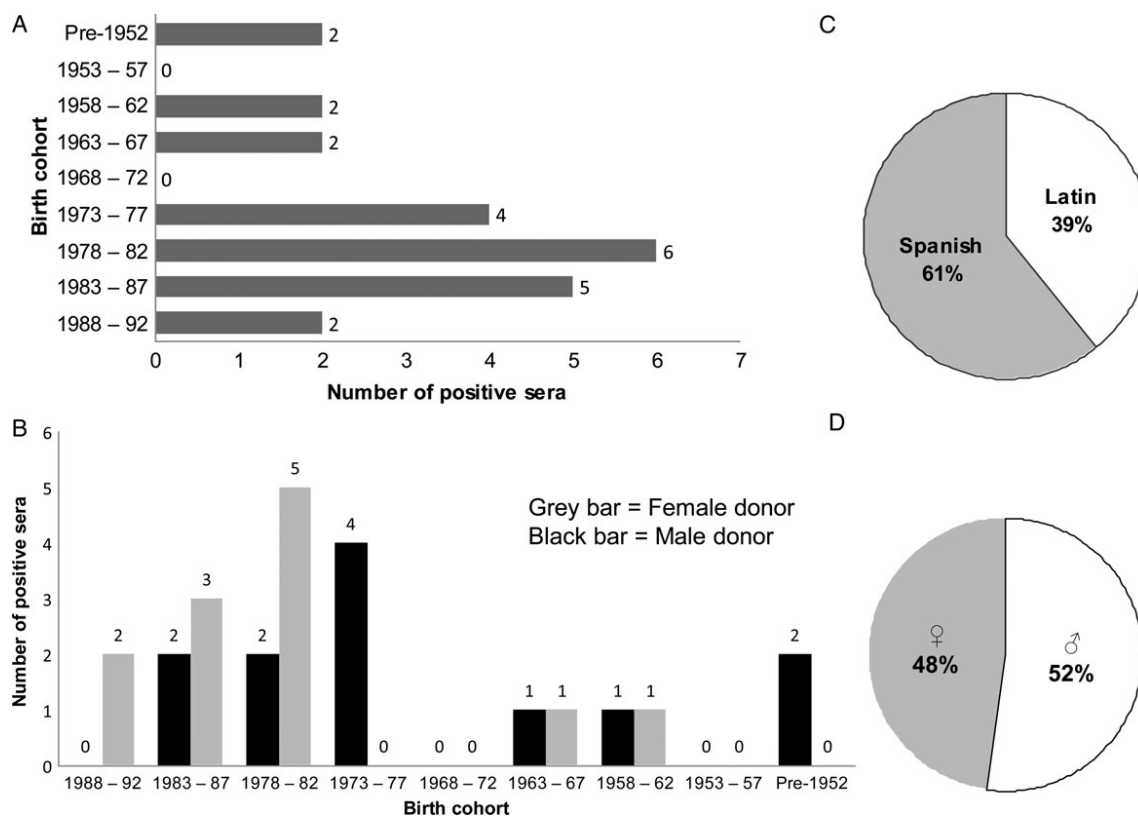 A
Birth cohort
Pre-1952
2
1953 – 57
0
1958 – 62
2
1963 – 67
2
1968 – 72
0
1973 – 77
4
1978 – 82
6
1983 – 87
5
1988 – 92
2
0 1 2 3 4 5 6 7
Number of positive sera
C
Latin
39%
Spanish
61%
B
Number of positive sera
6
5
4
3
2
1
0
Grey bar = Female donor
Black bar = Male donor
0 2 2 3 2 5 4 0 0 0 1 1 1 1 0 0 2 0
1988 – 92 1983 – 87 1978 – 82 1973 – 77 1968 – 72 1963 – 67 1958 – 62 1953 – 57 Pre-1952
Birth cohort
D
♀
48%
♂
52%